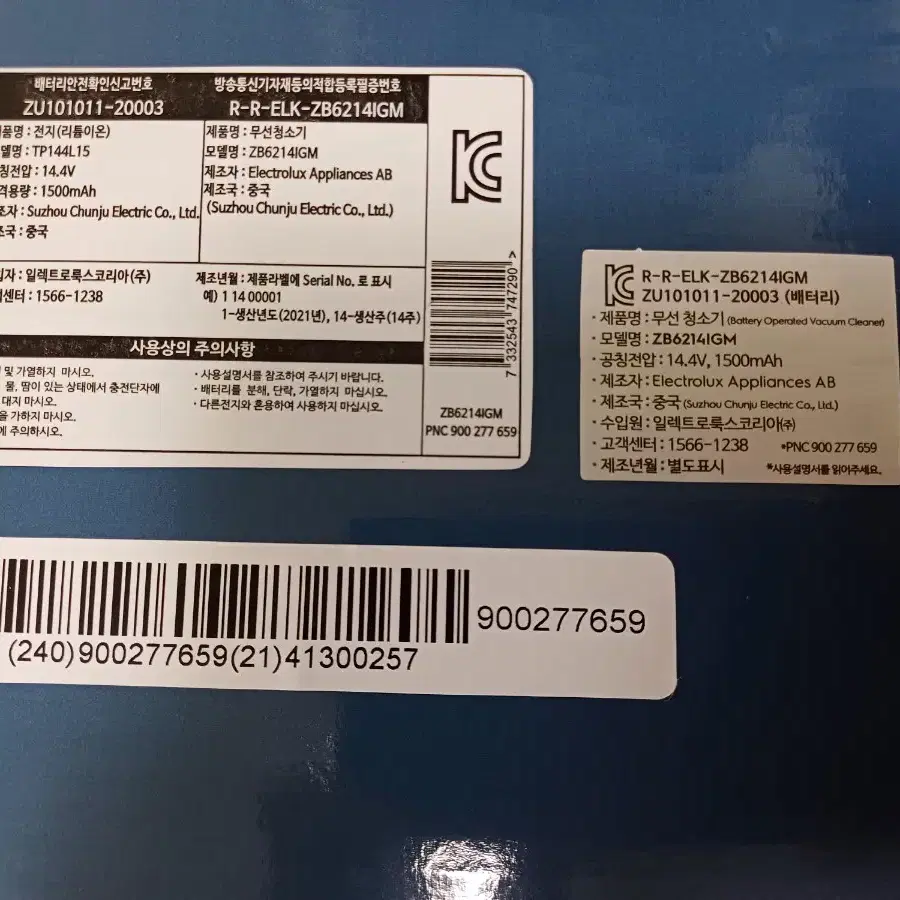 배터리안전확인신고번호
ZU101011-20003
제품명 : 전지(리튬이온)
델명 : TP144L15
칭전압 : 14.4V
격용량 : 1500mAh
조자 : Suzhou Chunju Electric Co., Ltd.
조국 : 중국
방송통신기자재등의적합등록필증번호
R-R-ELK-ZB6214IGM
제품명 : 무선청소기
모델명 : ZB6214IGM
제조자 : Electrolux Appliances AB
제조국 : 중국
(Suzhou Chunju Electric Co., Ltd.)
입자 : 일렉트로룩스코리아(주)
객센터 : 1566-1238
제조년월 : 제품라벨에 Serial No. 로 표시
예) 1 14 00001
1-생산년도(2021년), 14-생산주(14주)
사용상의 주의사항
및 가열하지 마시오.
물, 땀이 있는 상태에서 충전단자에
대지 마시오.
을 가하지 마시오.
에 주의하시오.
· 사용설명서를 참조하여 주시기 바랍니다.
· 배터리를 분해, 단락, 가열하지 마십시오.
· 다른전지와 혼용하여 사용하지 마십시오.
7 332543 747290 >
ZB6214IGM
PNC 900 277 659
R-R-ELK-ZB6214IGM
ZU101011-20003 (배터리)
· 제품명 : 무선 청소기 (Battery Operated Vacuum Cleaner)
· 모델명 : ZB6214IGM
· 공칭전압 : 14.4V, 1500mAh
· 제조자 : Electrolux Appliances AB
· 제조국 : 중국 (Suzhou Chunju Electric Co., Ltd.)
· 수입원 : 일렉트로룩스코리아(주)
· 고객센터 : 1566-1238 *PNC 900 277 659
· 제조년월 : 별도표시 *사용설명서를 읽어주세요.
900277659
(240)900277659(21)41300257